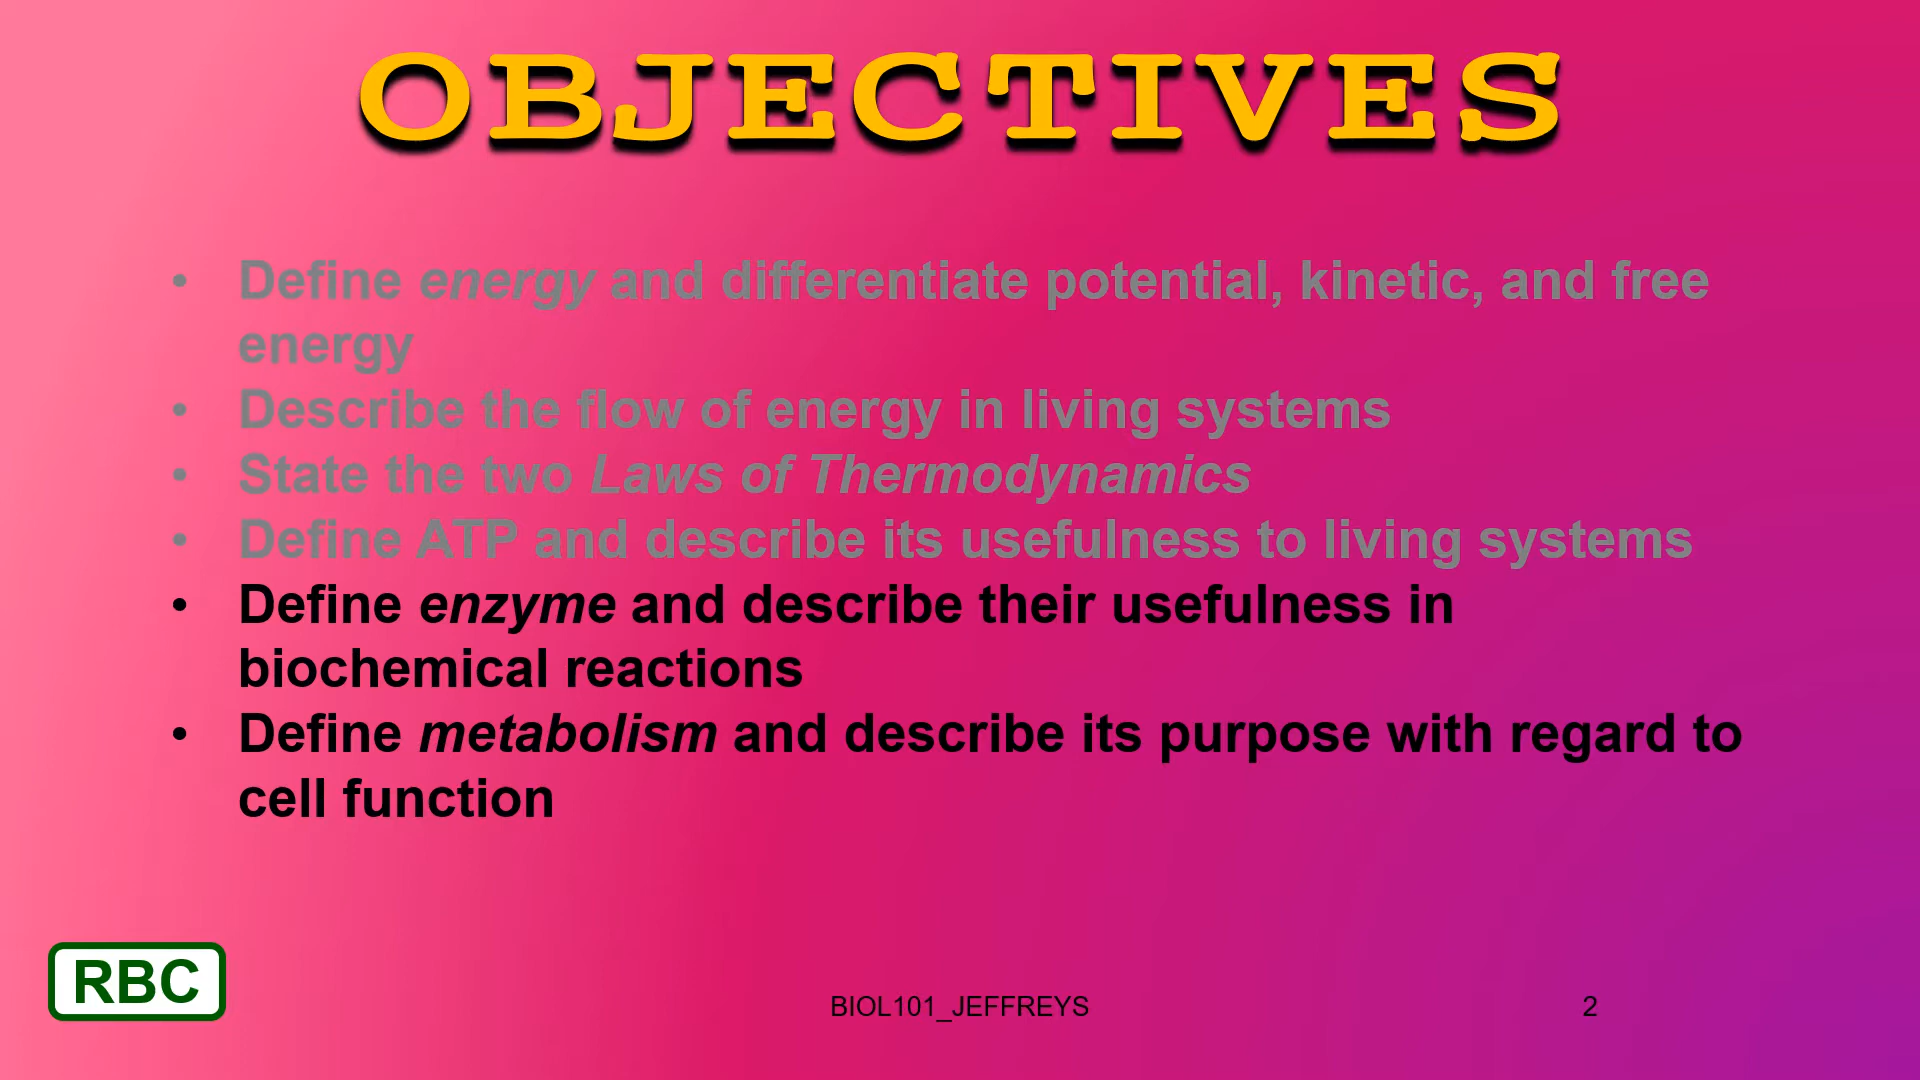 OBJECTIVES
• Define energy and differentiate potential, kinetic, and free
energy
• Describe the flow of energy in living systems
• State the two Laws of Thermodynamics
• Define ATP and describe its usefulness to living systems
• Define enzyme and describe their usefulness in
biochemical reactions
• Define metabolism and describe its purpose with regard to
cell function
RBC
BIOL101_JEFFREYS
2